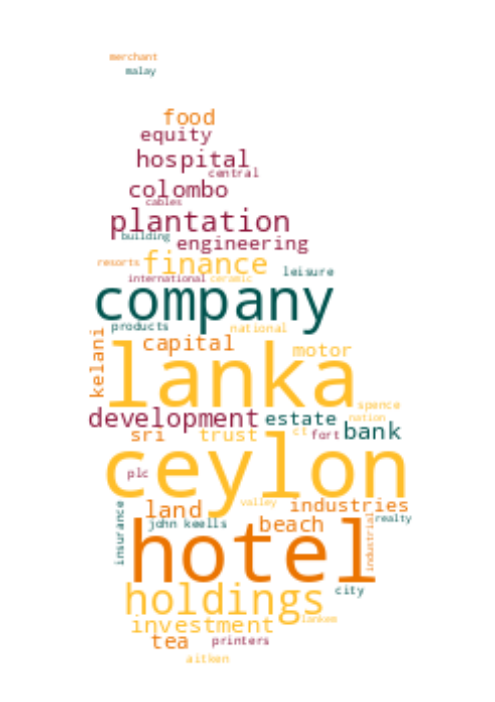 merchant
malay
food
equity
hospital
central
colombo
cables
plantation
building
engineering
resorts
finance
leisure
international
ceramic
company
products
national
kelani
capital
motor
lanka
spence
development
estate
nation
sri
trust
ct
fort
bank
ceylon
plc
insurance
land
valley
industries
john keells
beach
industrial
realty
hotel
holdings
city
investment
lankem
tea
printers
aitken